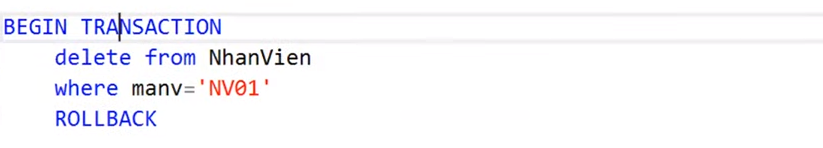 BEGIN TRANSACTION
delete from NhanVien
where manv='NV01'
ROLLBACK